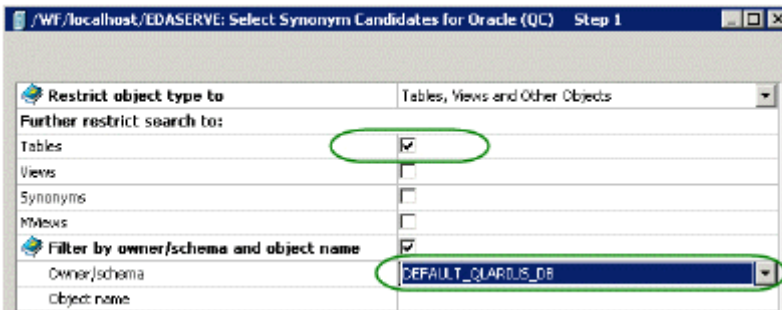 /WF/localhost/EDASERVE: Select Synonym Candidates for Oracle (QC) Step 1
Restrict object type to Tables, Views and Other Objects
Further restrict search to:
Tables
Views
Synonyms
MViews
Filter by owner/schema and object name
Owner/schema DEFAULT_QLARIUS_DB
Object name